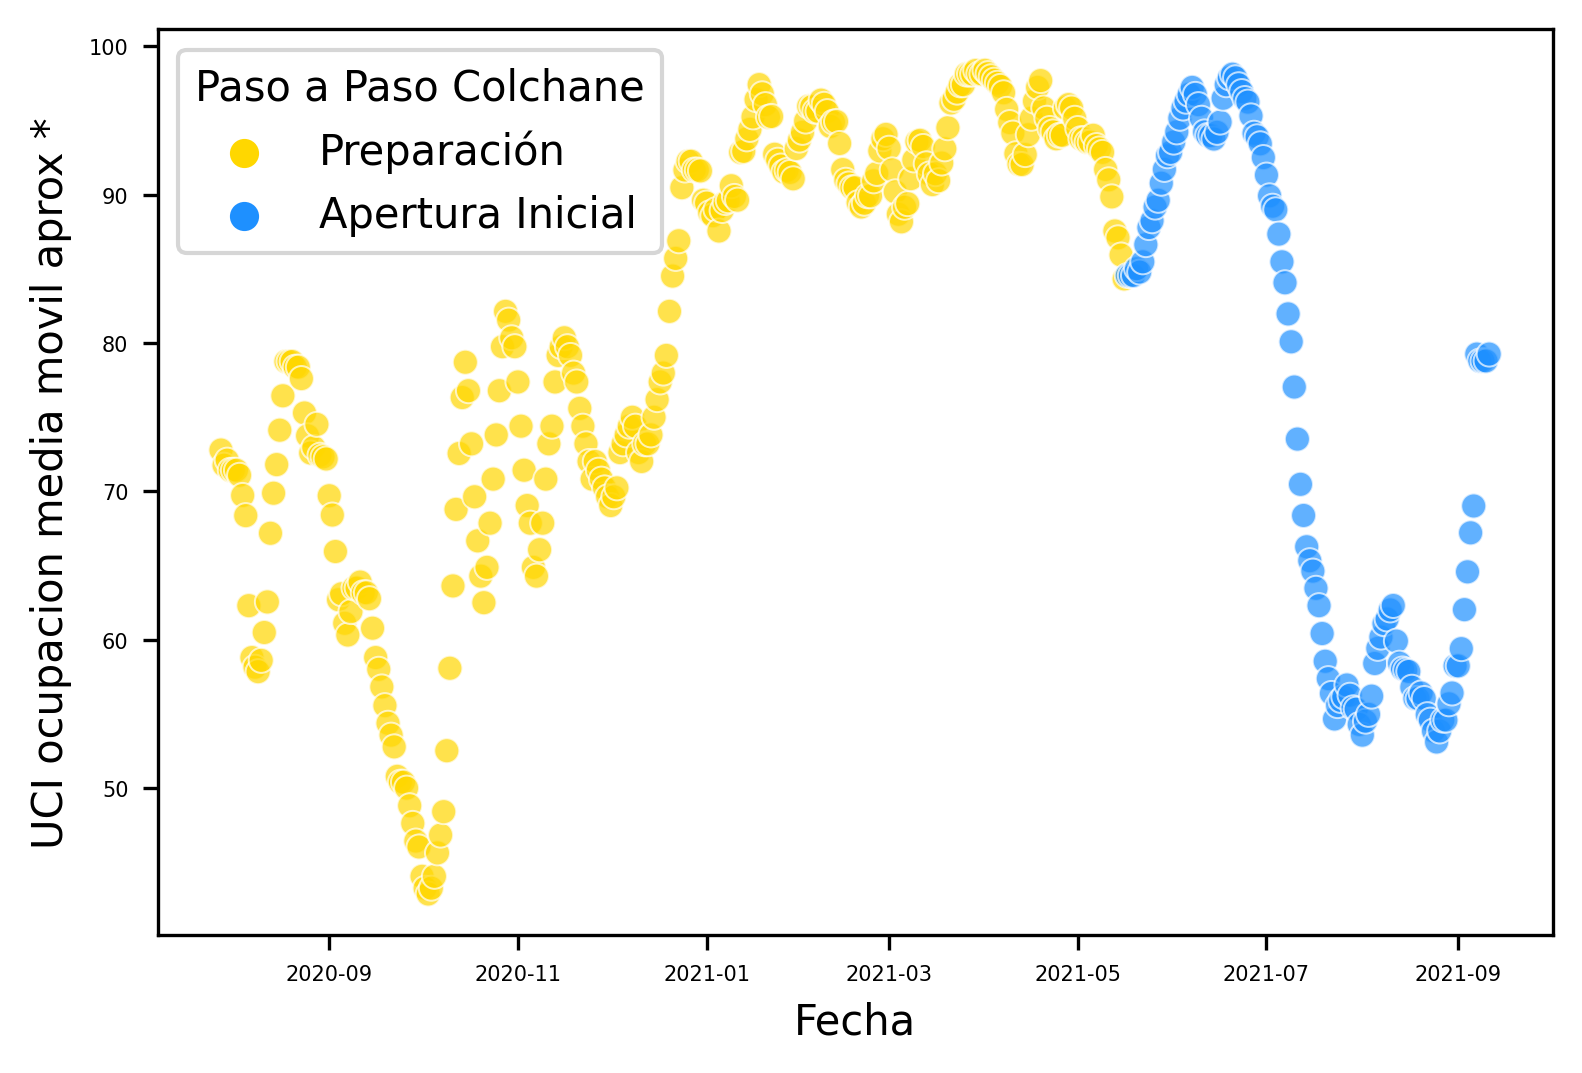 Paso a Paso Colchane
Preparación
Apertura Inicial
UCI ocupacion media movil aprox *
100
90
80
70
60
50
2020-09
2020-11
2021-01
2021-03
2021-05
2021-07
2021-09
Fecha